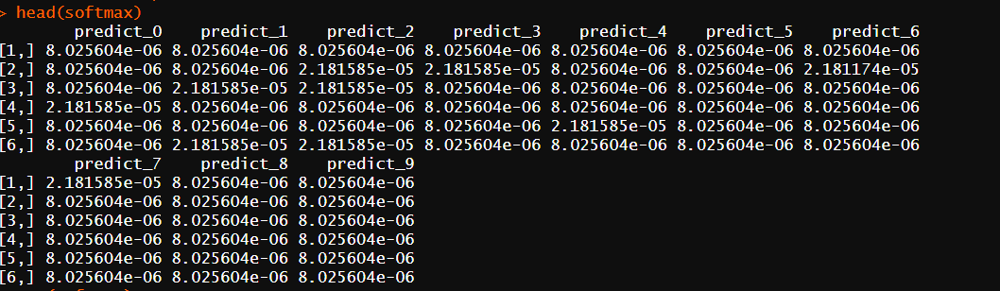 > head(softmax)
predict_0 predict_1 predict_2 predict_3 predict_4 predict_5 predict_6
[1,] 8.025604e-06 8.025604e-06 8.025604e-06 8.025604e-06 8.025604e-06 8.025604e-06 8.025604e-06
[2,] 8.025604e-06 8.025604e-06 2.181585e-05 2.181585e-05 8.025604e-06 8.025604e-06 2.181174e-05
[3,] 8.025604e-06 2.181585e-05 2.181585e-05 8.025604e-06 8.025604e-06 8.025604e-06 8.025604e-06
[4,] 2.181585e-05 8.025604e-06 8.025604e-06 8.025604e-06 8.025604e-06 8.025604e-06 8.025604e-06
[5,] 8.025604e-06 8.025604e-06 8.025604e-06 8.025604e-06 2.181585e-05 8.025604e-06 8.025604e-06
[6,] 8.025604e-06 2.181585e-05 2.181585e-05 8.025604e-06 8.025604e-06 8.025604e-06 8.025604e-06
predict_7 predict_8 predict_9
[1,] 2.181585e-05 8.025604e-06 8.025604e-06
[2,] 8.025604e-06 8.025604e-06 8.025604e-06
[3,] 8.025604e-06 8.025604e-06 8.025604e-06
[4,] 8.025604e-06 8.025604e-06 8.025604e-06
[5,] 8.025604e-06 8.025604e-06 8.025604e-06
[6,] 8.025604e-06 8.025604e-06 8.025604e-06